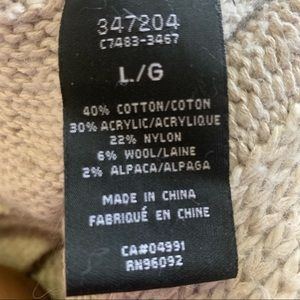 347204
C7483-3467
L/G
40% COTTON/COTON
30% ACRYLIC/ACRYLIQUE
22% NYLON
6% WOOL/LAINE
2% ALPACA/ALPAGA
MADE IN CHINA
FABRIQUÉ EN CHINE
CA#04991
RN96092